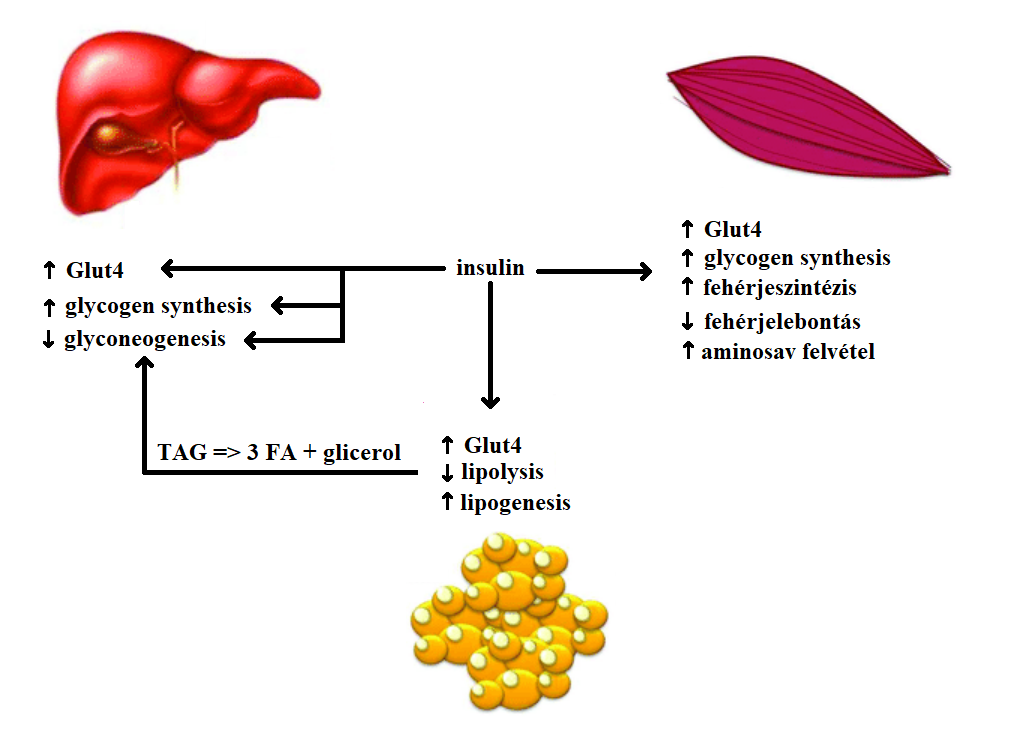 ↑ Glut4
↑ glycogen synthesis
↓ glyconeogenesis
insulin
↑ Glut4
↑ glycogen synthesis
↑ fehérjeszintézis
↓ fehérjelebontás
↑ aminosav felvétel
TAG => 3 FA + glicerol
↑ Glut4
↓ lipolysis
↑ lipogenesis